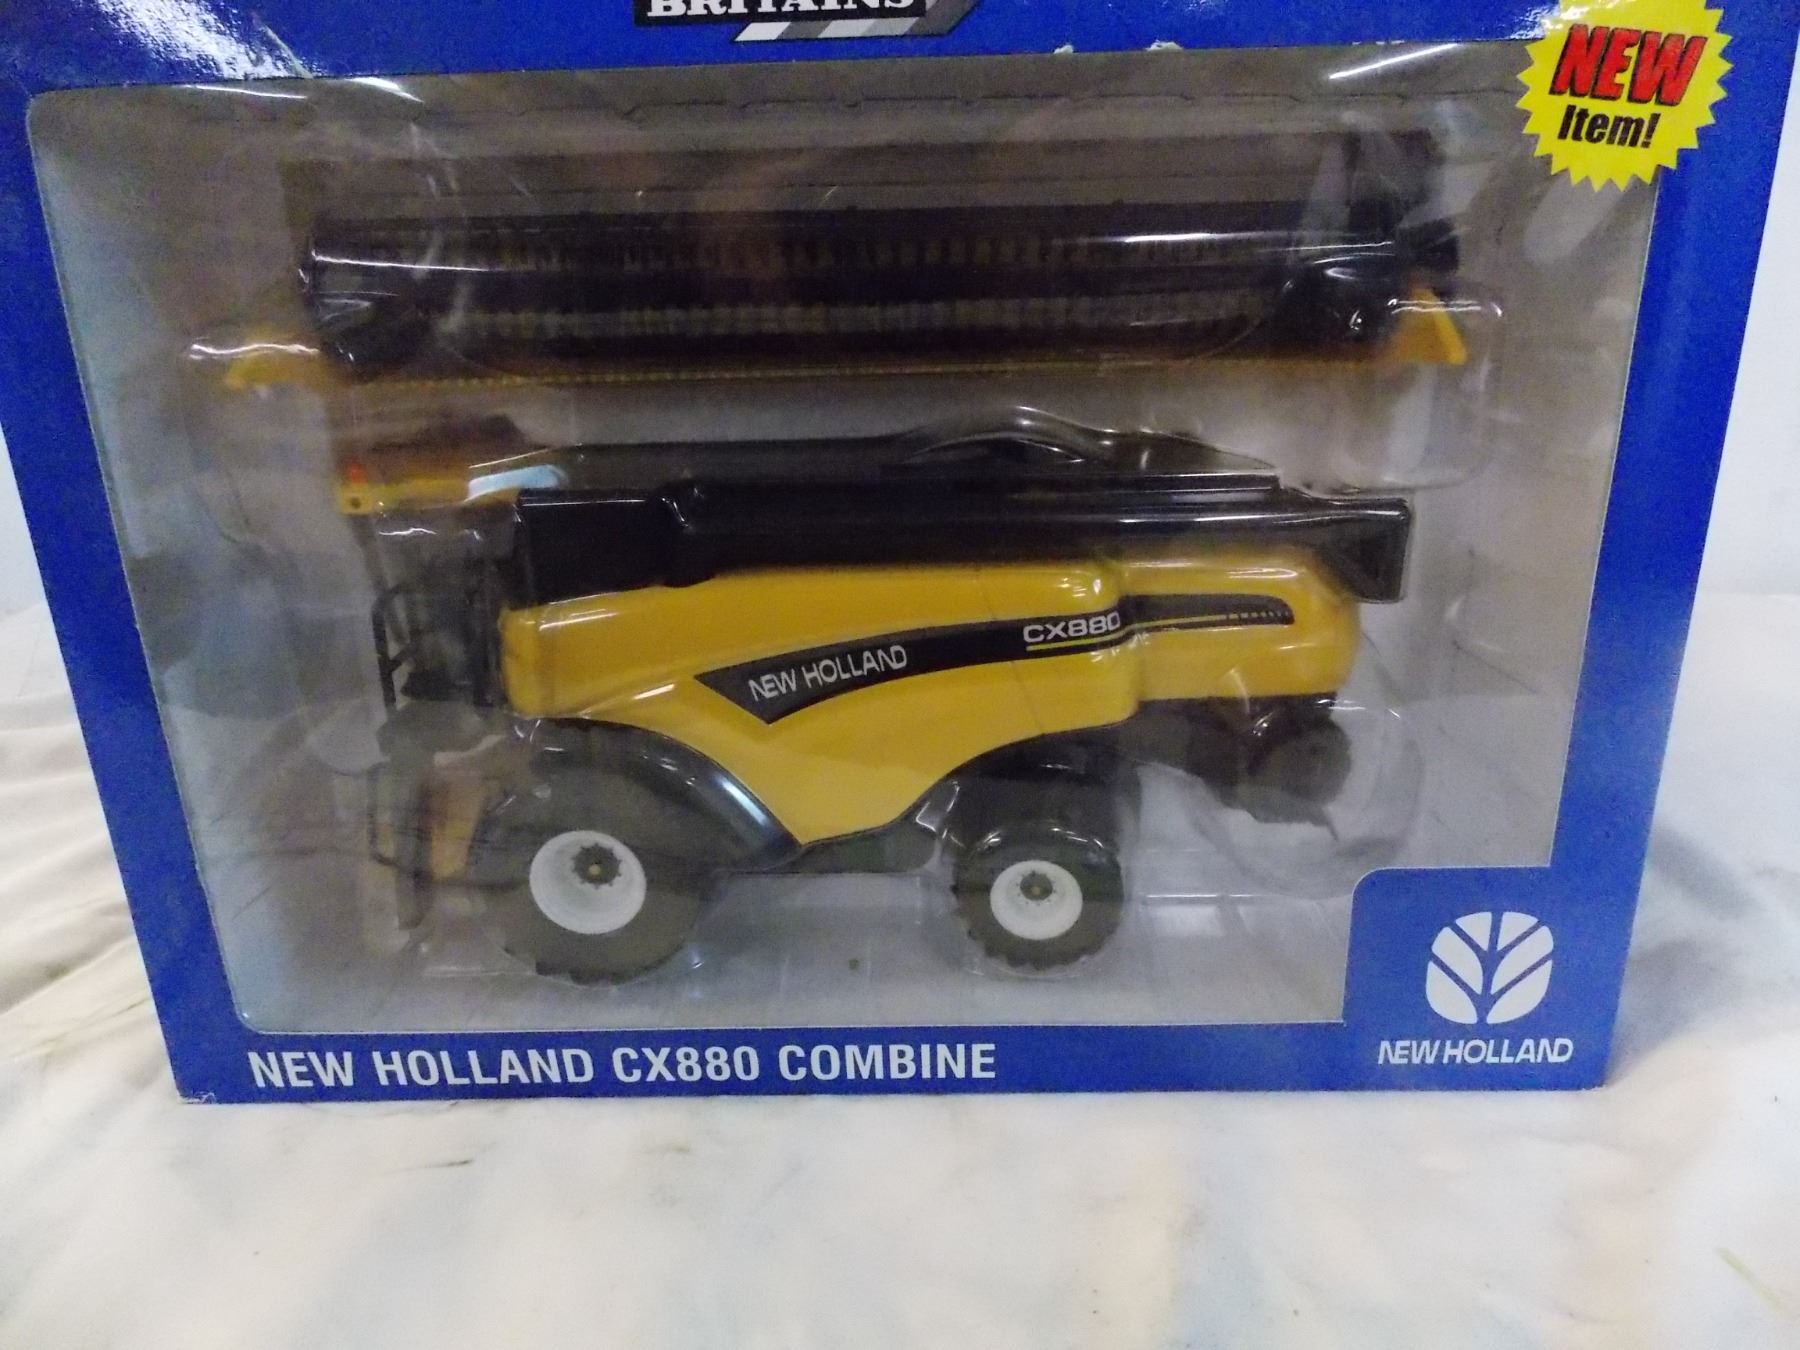 BRITAINS
NEW
Item!
CX880
NEW HOLLAND
NEW HOLLAND
NEW HOLLAND CX880 COMBINE